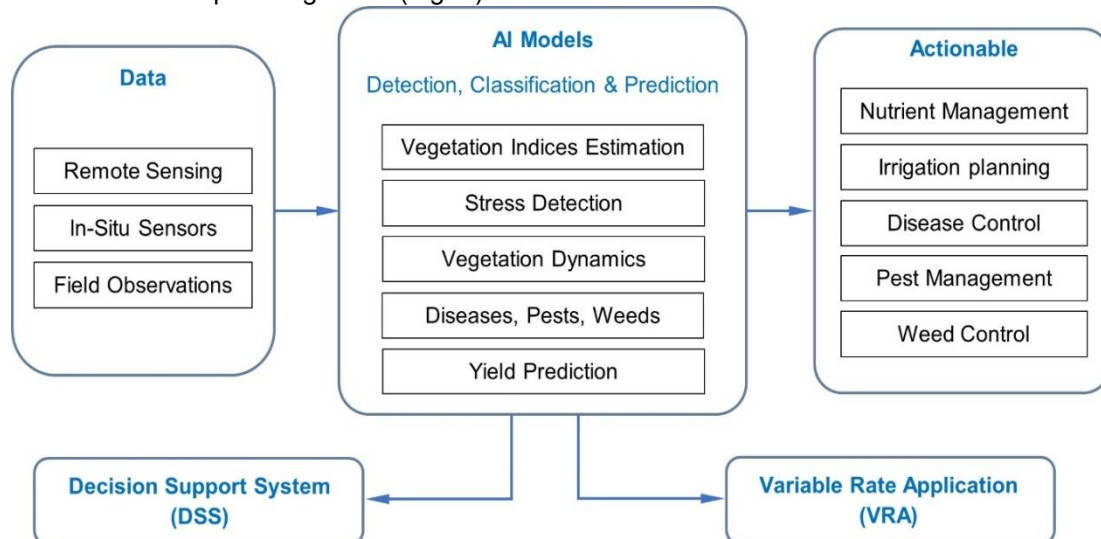 Data
Remote Sensing
In-Situ Sensors
Field Observations
AI Models
Detection, Classification & Prediction
Vegetation Indices Estimation
Stress Detection
Vegetation Dynamics
Diseases, Pests, Weeds
Yield Prediction
Actionable
Nutrient Management
Irrigation planning
Disease Control
Pest Management
Weed Control
Decision Support System
(DSS)
Variable Rate Application
(VRA)